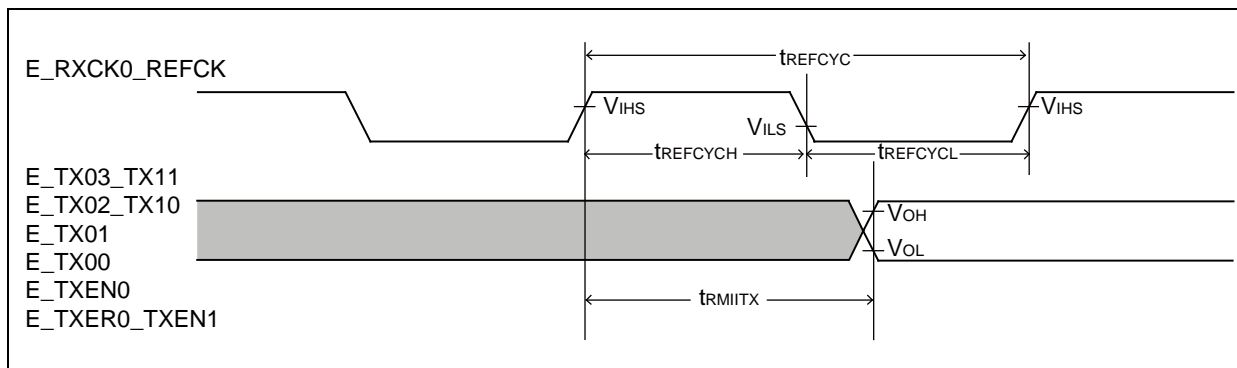 tREFCYC
E_RXCK0_REFCK
VIHS
VIHS
VILS
tREFCYCH
tREFCYCL
E_TX03_TX11
E_TX02_TX10
VOH
E_TX01
VOL
E_TX00
E_TXEN0
tRMIITX
E_TXER0_TXEN1